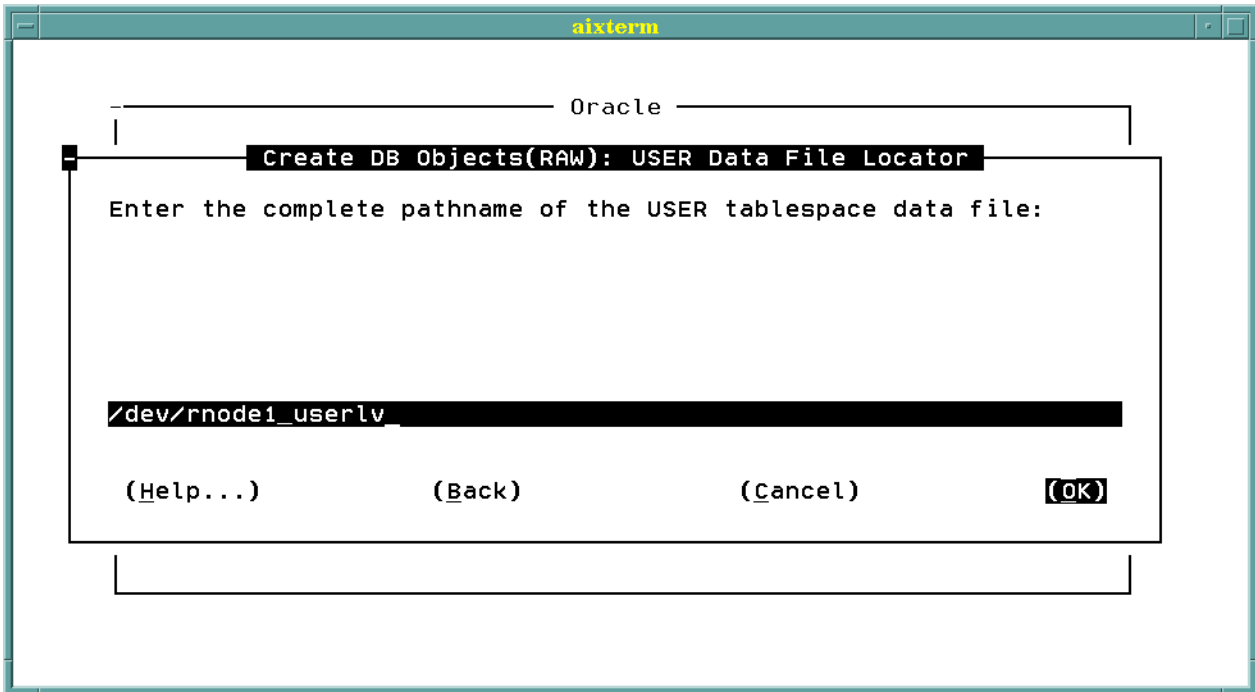 aixterm
Oracle
Create DB Objects(RAW): USER Data File Locator
Enter the complete pathname of the USER tablespace data file:
/dev/rnode1_userlv_
(Help...) (Back) (Cancel) (OK)